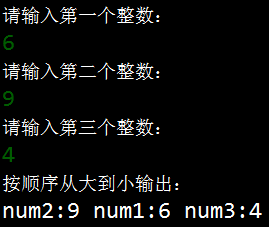 请输入第一个整数：
6
请输入第二个整数：
9
请输入第三个整数：
4
按顺序从大到小输出：
num2:9 num1:6 num3:4